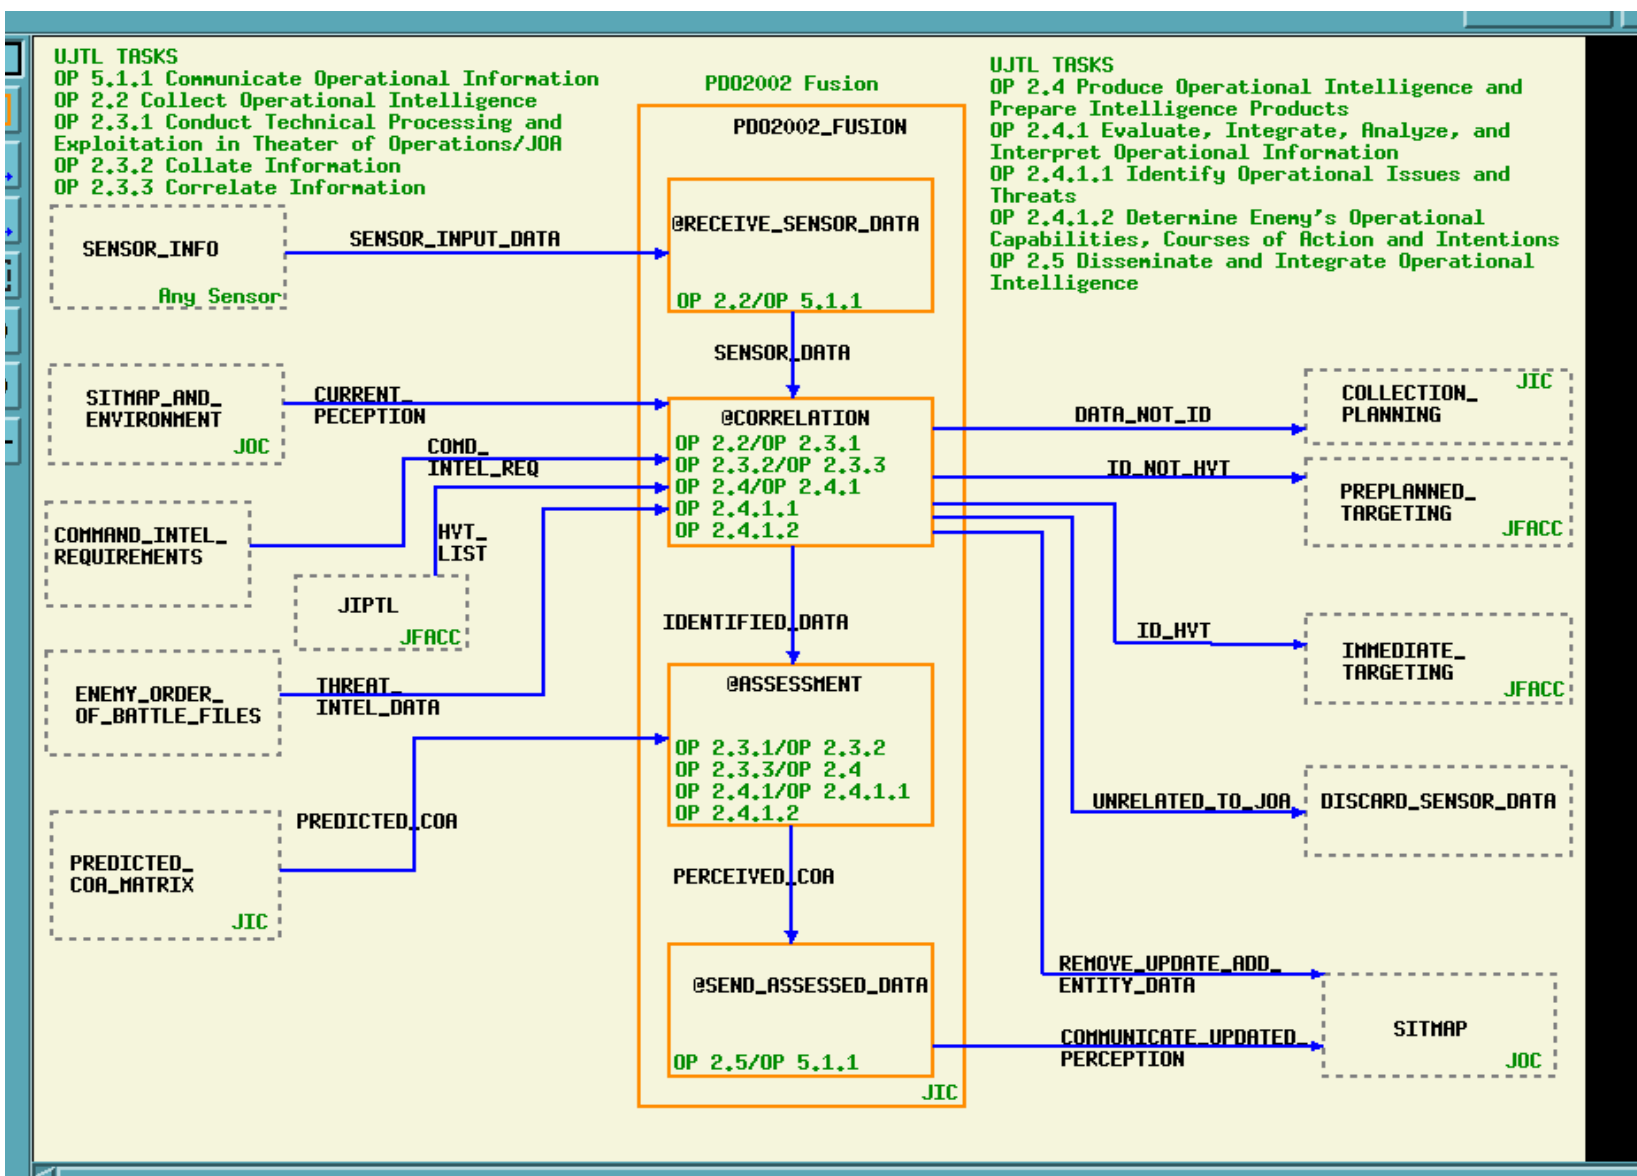 UJTL TASKS
OP 5.1.1 Communicate Operational Information
OP 2.2 Collect Operational Intelligence
OP 2.3.1 Conduct Technical Processing and
Exploitation in Theater of Operations/JOA
OP 2.3.2 Collate Information
OP 2.3.3 Correlate Information
PD02002 Fusion
UJTL TASKS
OP 2.4 Produce Operational Intelligence and
Prepare Intelligence Products
OP 2.4.1 Evaluate, Integrate, Analyze, and
Interpret Operational Information
OP 2.4.1.1 Identify Operational Issues and
Threats
OP 2.4.1.2 Determine Enemy's Operational
Capabilities, Courses of Action and Intentions
OP 2.5 Disseminate and Integrate Operational
Intelligence
PD02002_FUSION
SENSOR_INFO
Any Sensor
SENSOR_INPUT_DATA
@RECEIVE_SENSOR_DATA
OP 2.2/OP 5.1.1
SENSOR_DATA
SITMAP_AND_
ENVIRONMENT
JOC
CURRENT_
PECEPTION
COMD_
INTEL_REQ
COMMAND_INTEL_
REQUIREMENTS
HVT_
LIST
JIPTL
JFACC
@CORRELATION
OP 2.2/OP 2.3.1
OP 2.3.2/OP 2.3.3
OP 2.4/OP 2.4.1
OP 2.4.1.1
OP 2.4.1.2
DATA_NOT_ID
JIC
COLLECTION_
PLANNING
ID_NOT_HVT
PREPLANNED_
TARGETING
JFACC
IDENTIFIED_DATA
ID_HVT
IMMEDIATE_
TARGETING
JFACC
ENEMY_ORDER_
OF_BATTLE_FILES
THREAT_
INTEL_DATA
@ASSESSMENT
OP 2.3.1/OP 2.3.2
OP 2.3.3/OP 2.4
OP 2.4.1/OP 2.4.1.1
OP 2.4.1.2
UNRELATED_TO_JOA
DISCARD_SENSOR_DATA
PREDICTED_COA
PREDICTED_
COA_MATRIX
JIC
PERCEIVED_COA
@SEND_ASSESSED_DATA
OP 2.5/OP 5.1.1
JIC
REMOVE_UPDATE_ADD_
ENTITY_DATA
COMMUNICATE_UPDATED_
PERCEPTION
SITMAP
JOC